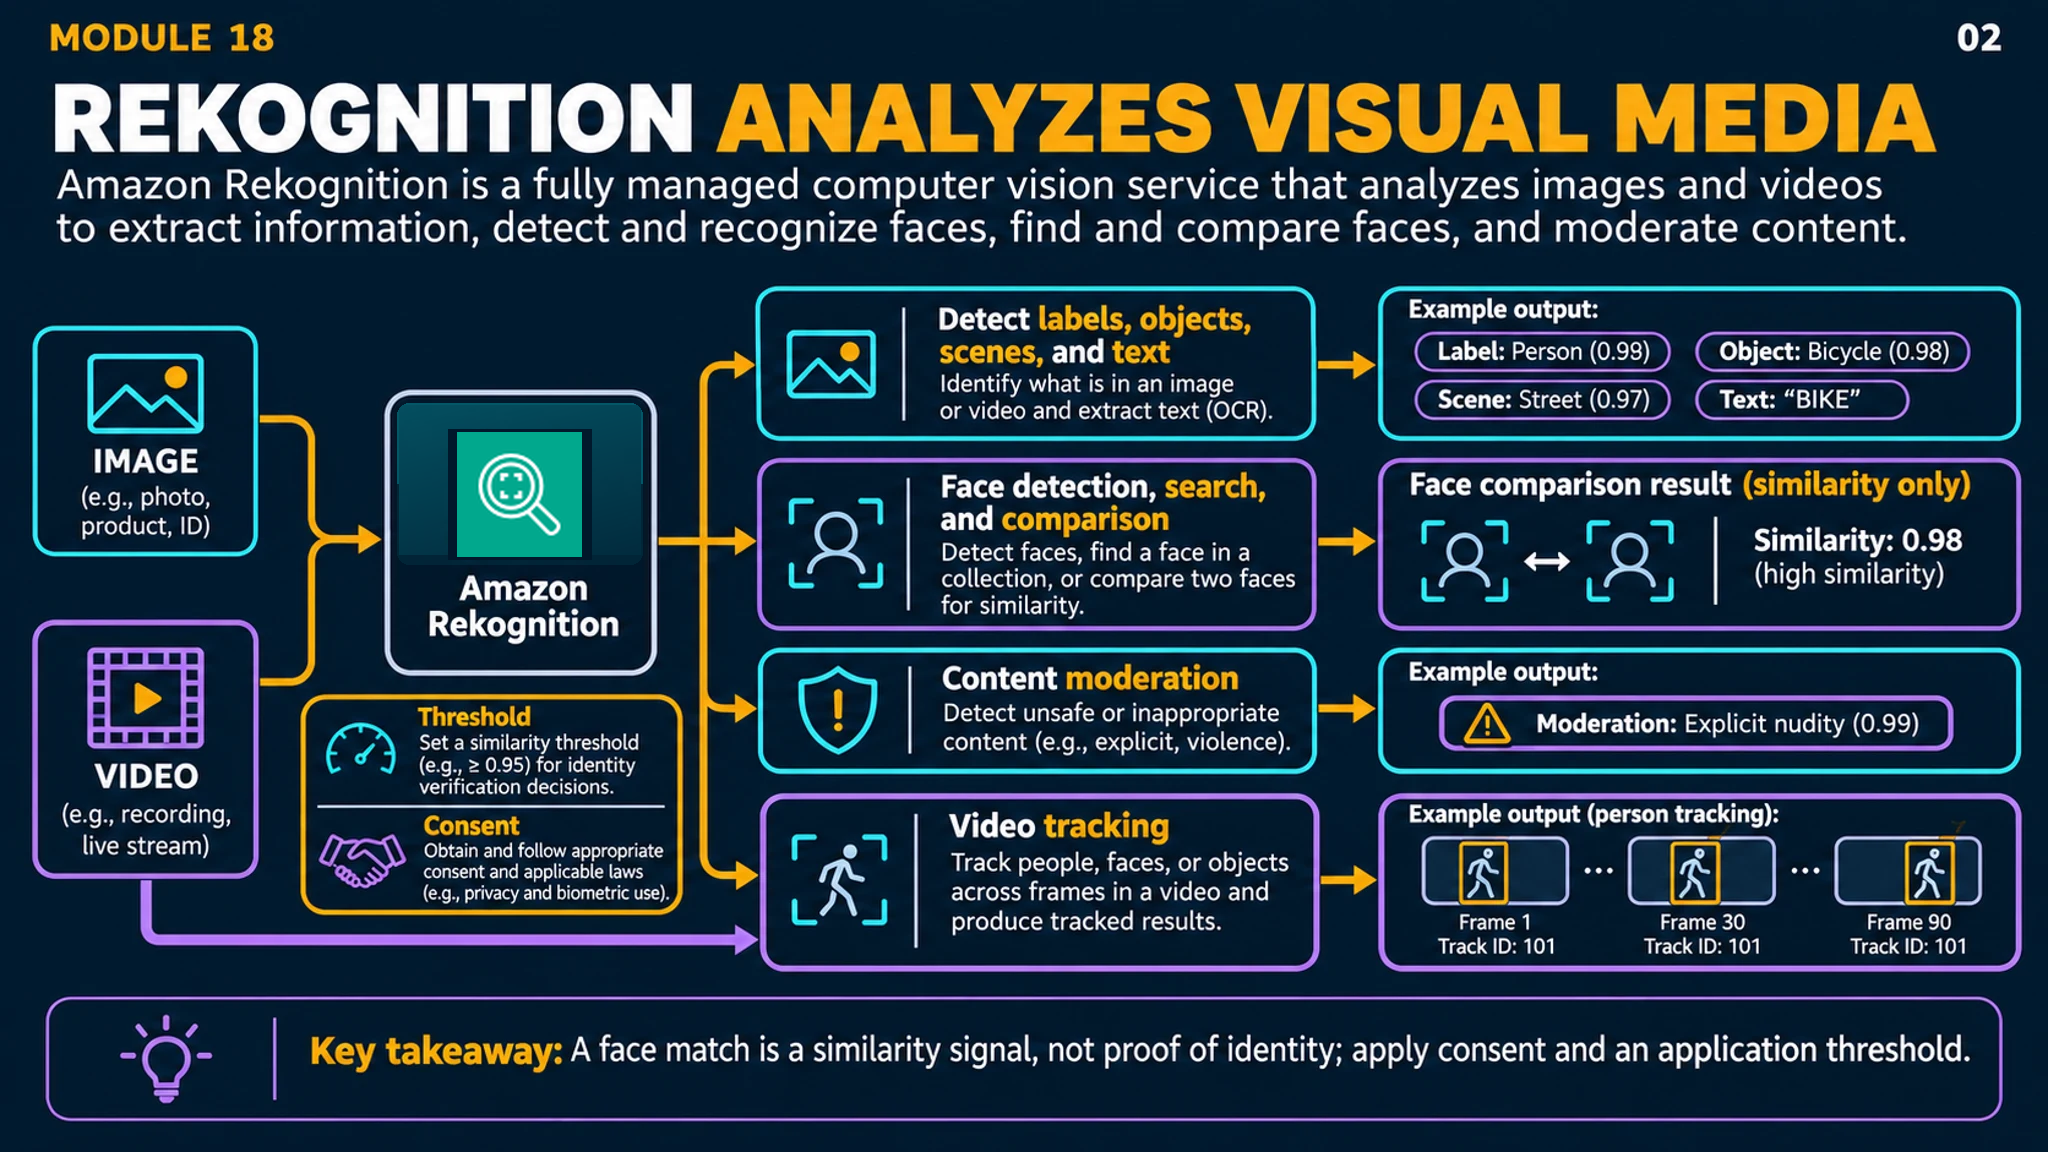 MODULE 18
02
REKOGNITION ANALYZES VISUAL MEDIA
Amazon Rekognition is a fully managed computer vision service that analyzes images and videos
to extract information, detect and recognize faces, find and compare faces, and moderate content.
IMAGE
(e.g., photo,
product, ID)
VIDEO
(e.g., recording,
live stream)
Amazon
Rekognition
Threshold
Set a similarity threshold
(e.g., ≥ 0.95) for identity
verification decisions.
Consent
Obtain and follow appropriate
consent and applicable laws
(e.g., privacy and biometric use).
Detect labels, objects,
scenes, and text
Identify what is in an image
or video and extract text (OCR).
Example output:
Label: Person (0.98)
Object: Bicycle (0.98)
Scene: Street (0.97)
Text: “BIKE”
Face detection, search,
and comparison
Detect faces, find a face in a
collection, or compare two faces
for similarity.
Face comparison result (similarity only)
Similarity: 0.98
(high similarity)
Content moderation
Detect unsafe or inappropriate
content (e.g., explicit, violence).
Example output:
Moderation: Explicit nudity (0.99)
Video tracking
Track people, faces, or objects
across frames in a video and
produce tracked results.
Example output (person tracking):
... ...
Frame 1
Track ID: 101
Frame 30
Track ID: 101
Frame 90
Track ID: 101
Key takeaway: A face match is a similarity signal, not proof of identity; apply consent and an application threshold.